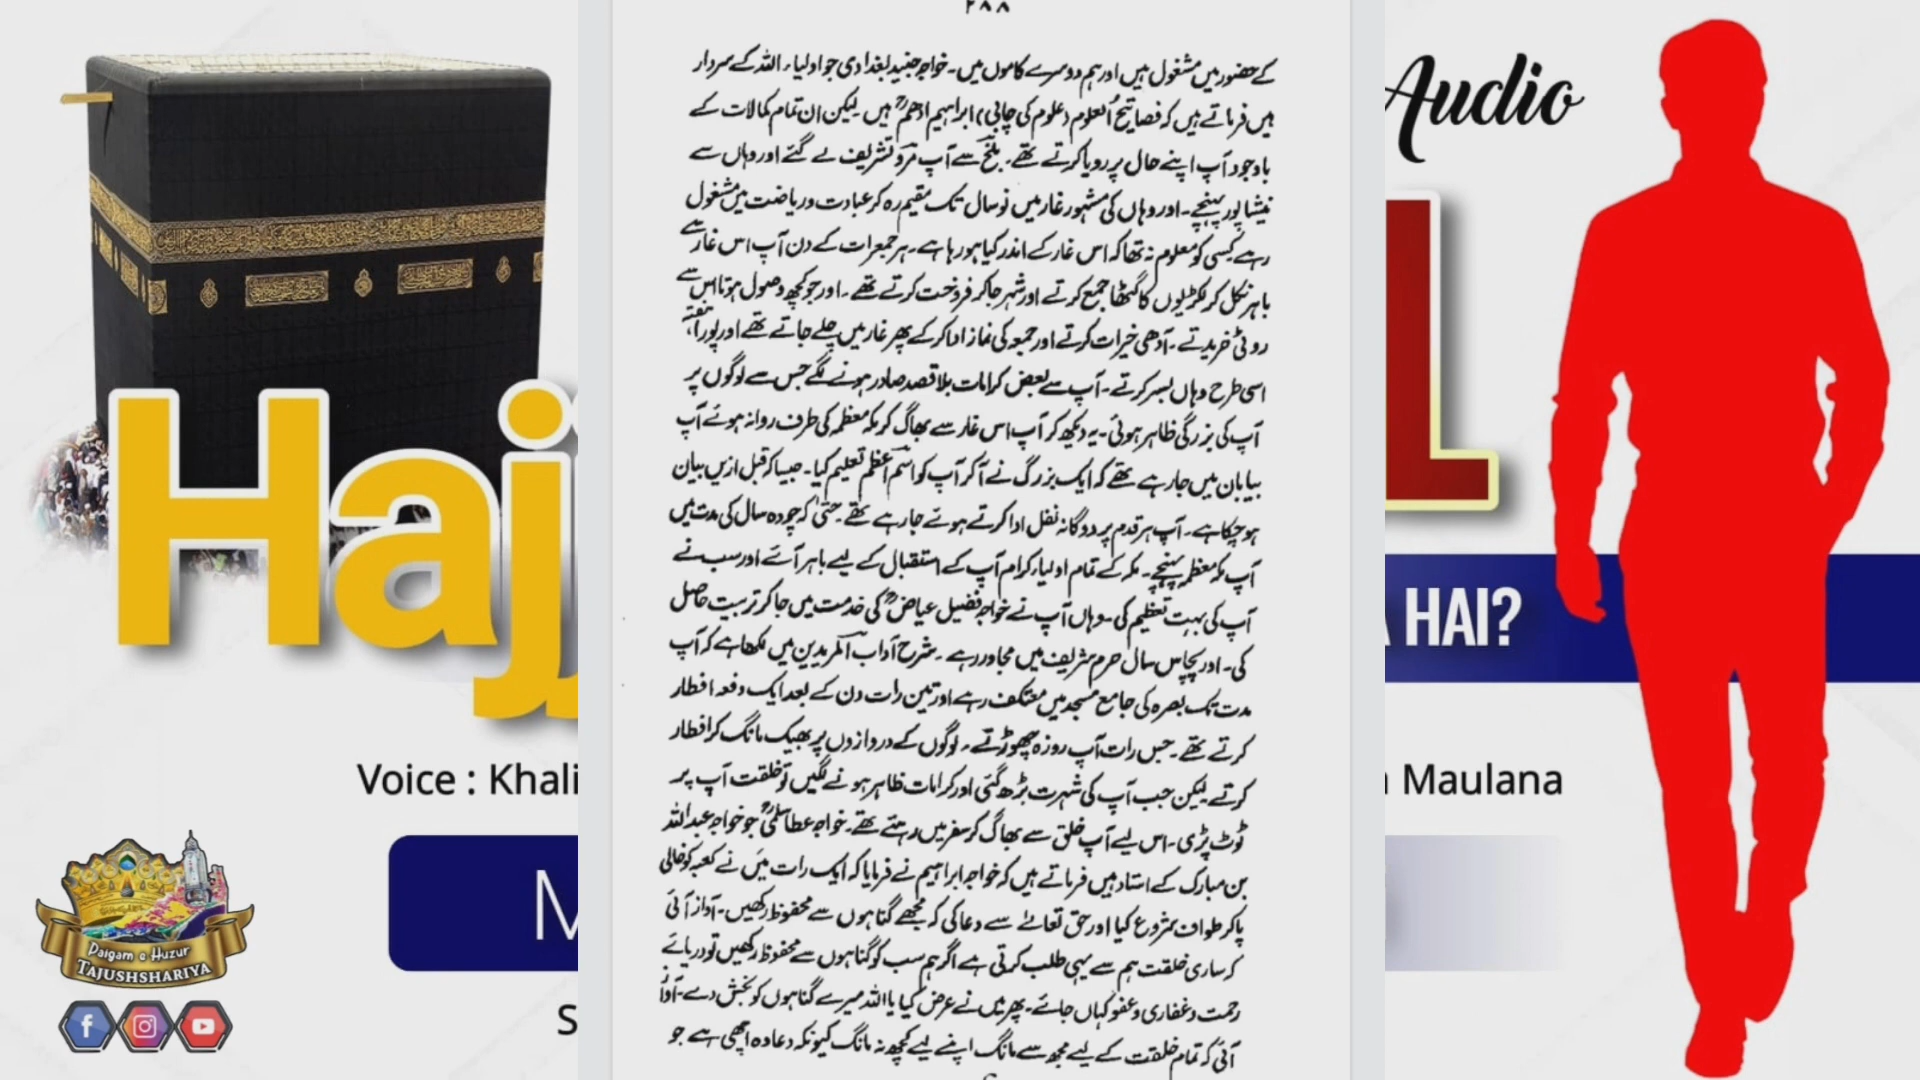 ۲۸۸
کے حضور میں مشغول ہیں اور ہم دوسرے کاموں میں۔ خواجہ جنید بغدادی جو اولیاء اللہ کے سردار
ہیں فرماتے ہیں کہ مفاتیح العلوم (علوم کی چابی) ابراہیم ادھمؒ ہیں لیکن ان تمام کمالات کے
باوجود آپ اپنے حال پر رویا کرتے تھے۔ بلخ سے آپ مرو تشریف لے گئے اور وہاں سے
نیشاپور پہنچے۔ اور وہاں کی مشہور غار میں نو سال تک مقیم رہ کر عبادت و ریاضت میں مشغول
رہے کسی کو معلوم نہ تھا کہ اس غار کے اندر کیا ہو رہا ہے۔ ہر جمعرات کے دن آپ اس غار سے
باہر نکل کر لکڑیوں کا گٹھا جمع کرتے اور شہر جاکر فروخت کرتے تھے۔ اور جو کچھ وصول ہوتا اس سے
روٹی خریدتے۔ آدھی خیرات کرتے اور جمعہ کی نماز ادا کرکے پھر غار میں چلے جاتے تھے اور پورا ہفتہ
اسی طرح وہاں بسر کرتے۔ آپ سے بعض کرامات بلا قصد صادر ہونے لگے جس سے لوگوں پر
آپ کی بزرگی ظاہر ہوئی۔ یہ دیکھ کر آپ اس غار سے بھاگ کر مکہ معظمہ کی طرف روانہ ہوئے آپ
بیابان میں جا رہے تھے کہ ایک بزرگ نے آکر آپ کو اسم اعظم تعلیم کیا۔ جیسا کہ قبل ازیں بیان
ہو چکا ہے۔ آپ ہر قدم پر دوگانہ نفل ادا کرتے ہوئے جا رہے تھے۔ حتیٰ کہ چودہ سال کی مدت میں
آپ مکہ معظمہ پہنچے۔ مکہ کے تمام اولیاء کرام آپ کے استقبال کے لیے باہر آئے اور سب نے
آپ کی بہت تعظیم کی۔ وہاں آپ نے خواجہ فضیل عیاضؒ کی خدمت میں جاکر تربیت حاصل
کی۔ اور پچاس سال حرم شریف میں مجاور رہے۔ شرح آداب المریدین میں لکھا ہے کہ آپ
مدت تک بصرہ کی جامع مسجد میں معتکف رہے اور تین رات دن کے بعد ایک دفعہ افطار
کرتے تھے۔ جس رات آپ روزہ چھوڑتے۔ لوگوں کے دروازوں پر بھیک مانگ کر افطار
کرتے۔ لیکن جب آپ کی شہرت بڑھ گئی اور کرامات ظاہر ہونے لگیں تو خلقت آپ پر
ٹوٹ پڑی۔ اس لیے آپ خلق سے بھاگ کر سفر میں رہتے تھے۔ خواجہ عطا سلمیؒ جو خواجہ عبداللہ
بن مبارک کے استاد ہیں فرماتے ہیں کہ خواجہ ابراہیم نے فرمایا کہ ایک رات میں نے کعبہ کو خالی
پاکر طواف شروع کیا اور حق تعالےٰ سے دعا کی کہ مجھے گناہوں سے محفوظ رکھیں۔ آواز آئی
کہ ساری خلقت ہم سے یہی طلب کرتی ہے اگر ہم سب کو گناہوں سے محفوظ رکھیں تو دریائے
رحمت و غفاری و عفو کہاں جائے۔ پھر میں نے عرض کیا یا اللہ میرے گناہوں کو بخش دے۔ آواز
آئی کہ تمام خلقت کے لیے مجھ سے مانگ اپنے لیے کچھ نہ مانگ کیونکہ دعا وہ اچھی ہے جو
Audio
Haj
L
HAI?
Voice : Khali
Maulana
M
S
Paigam e Huzur
TAJUSHSHARIYA